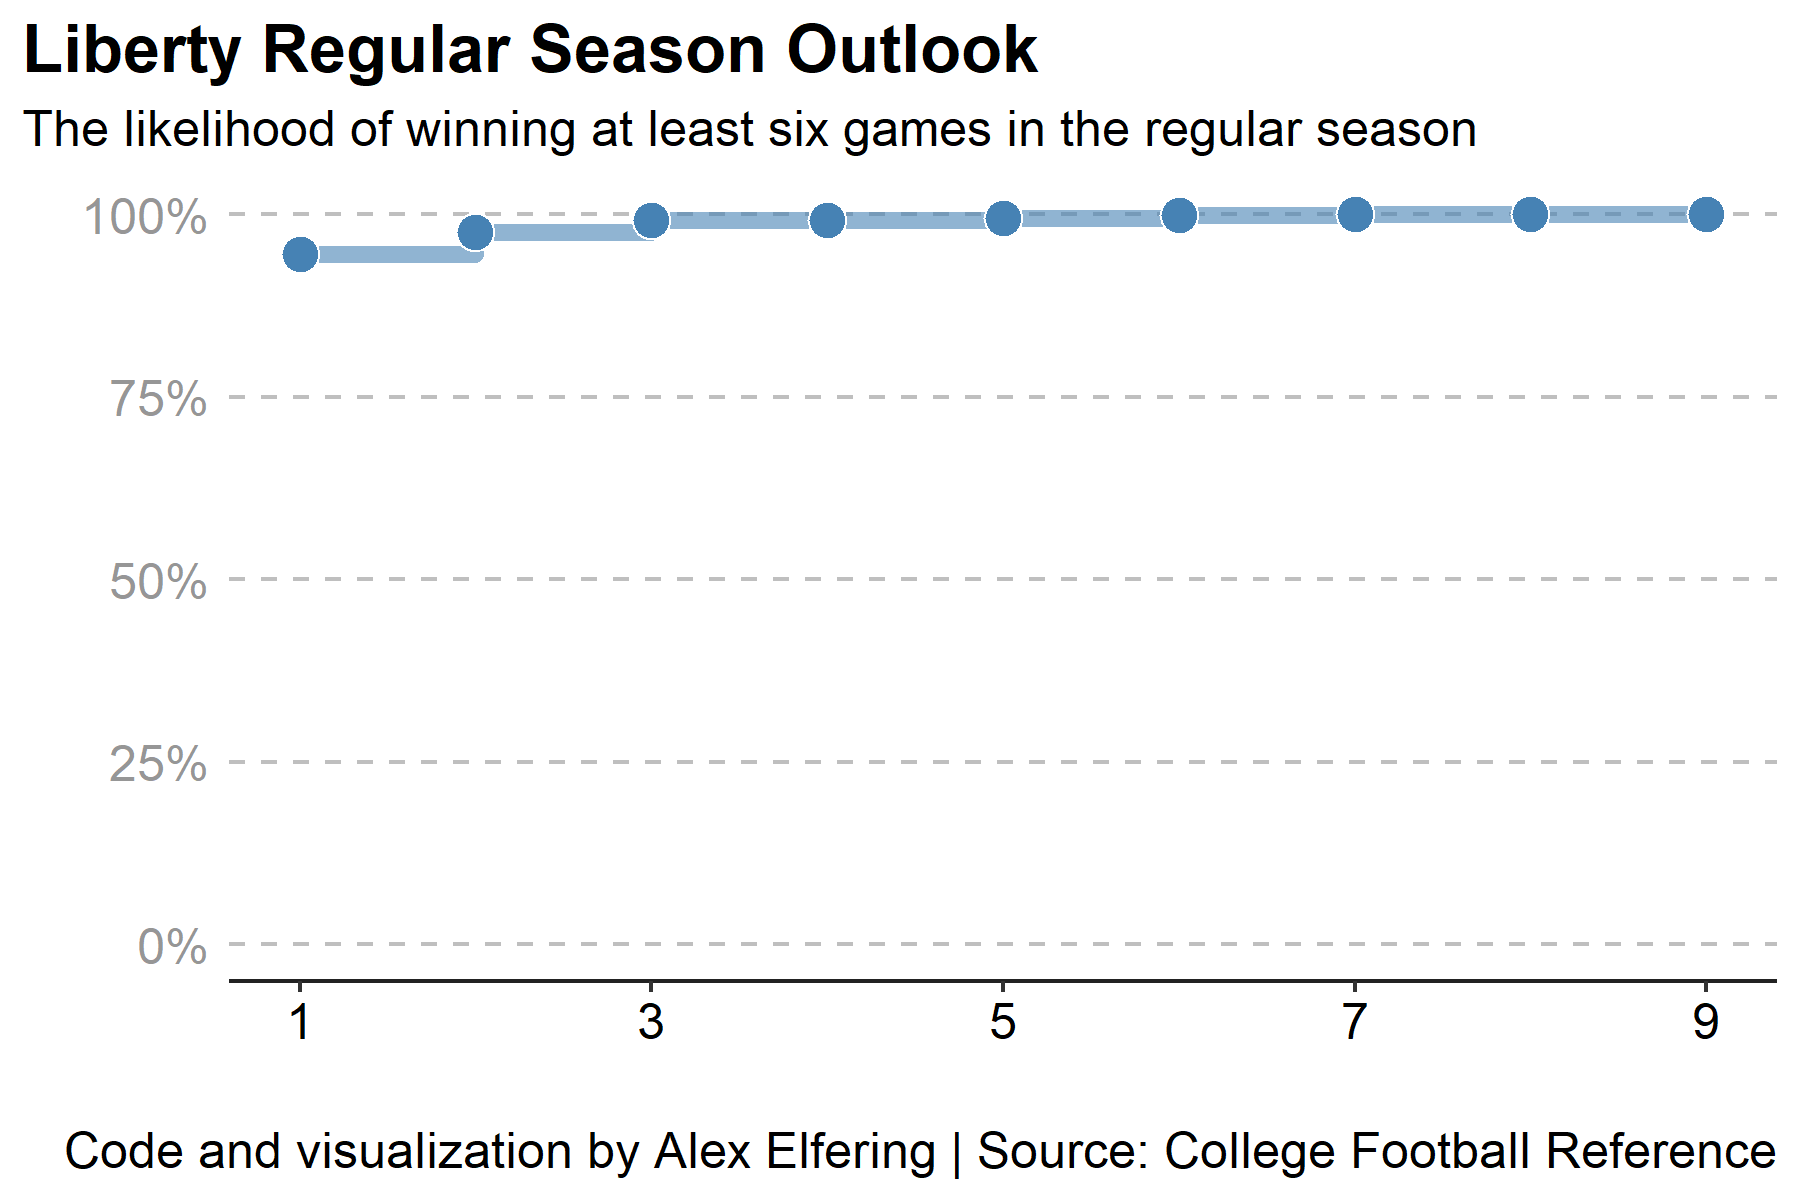 Liberty Regular Season Outlook
The likelihood of winning at least six games in the regular season
100%
75%
50%
25%
0%
1 3 5 7 9
Code and visualization by Alex Elfering | Source: College Football Reference